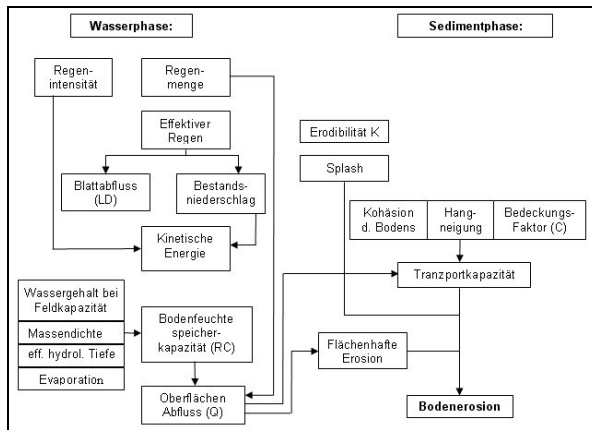 Wasserphase:
Sedimentphase:
Regen-
intensität
Regen-
menge
Effektiver
Regen
Erodibilität K
Splash
Blattabfluss
(LD)
Bestands-
niederschlag
Kohäsion
d. Bodens
Hang-
neigung
Bedeckungs-
Faktor (C)
Kinetische
Energie
Tranzportkapazität
Wassergehalt bei
Feldkapazität
Massendichte
eff. hydrol. Tiefe
Evaporation
Bodenfeuchte
speicher-
kapazität (RC)
Flächenhafte
Erosion
Oberflächen
Abfluss (Q)
Bodenerosion